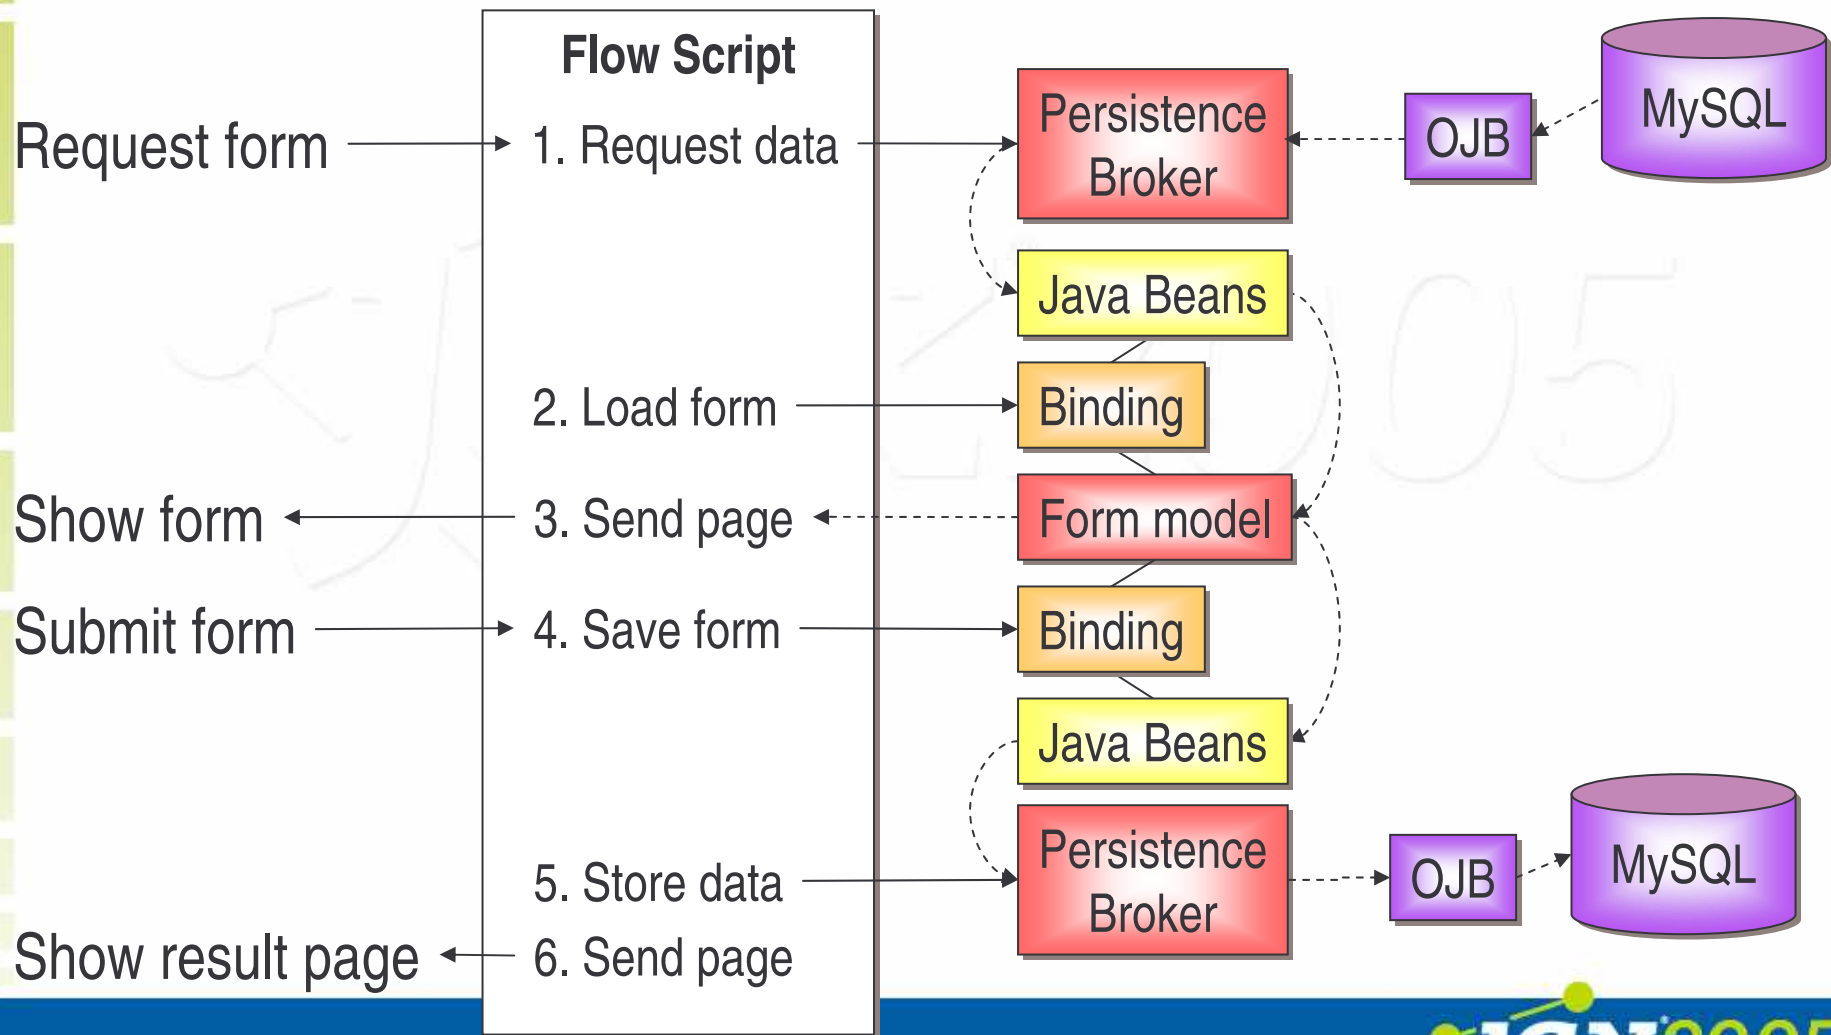 Flow Script
Request form
1. Request data
Persistence
Broker
OJB
MySQL
Java Beans
2. Load form
Binding
Show form
3. Send page
Form model
Submit form
4. Save form
Binding
Java Beans
5. Store data
Persistence
Broker
OJB
MySQL
Show result page
6. Send page